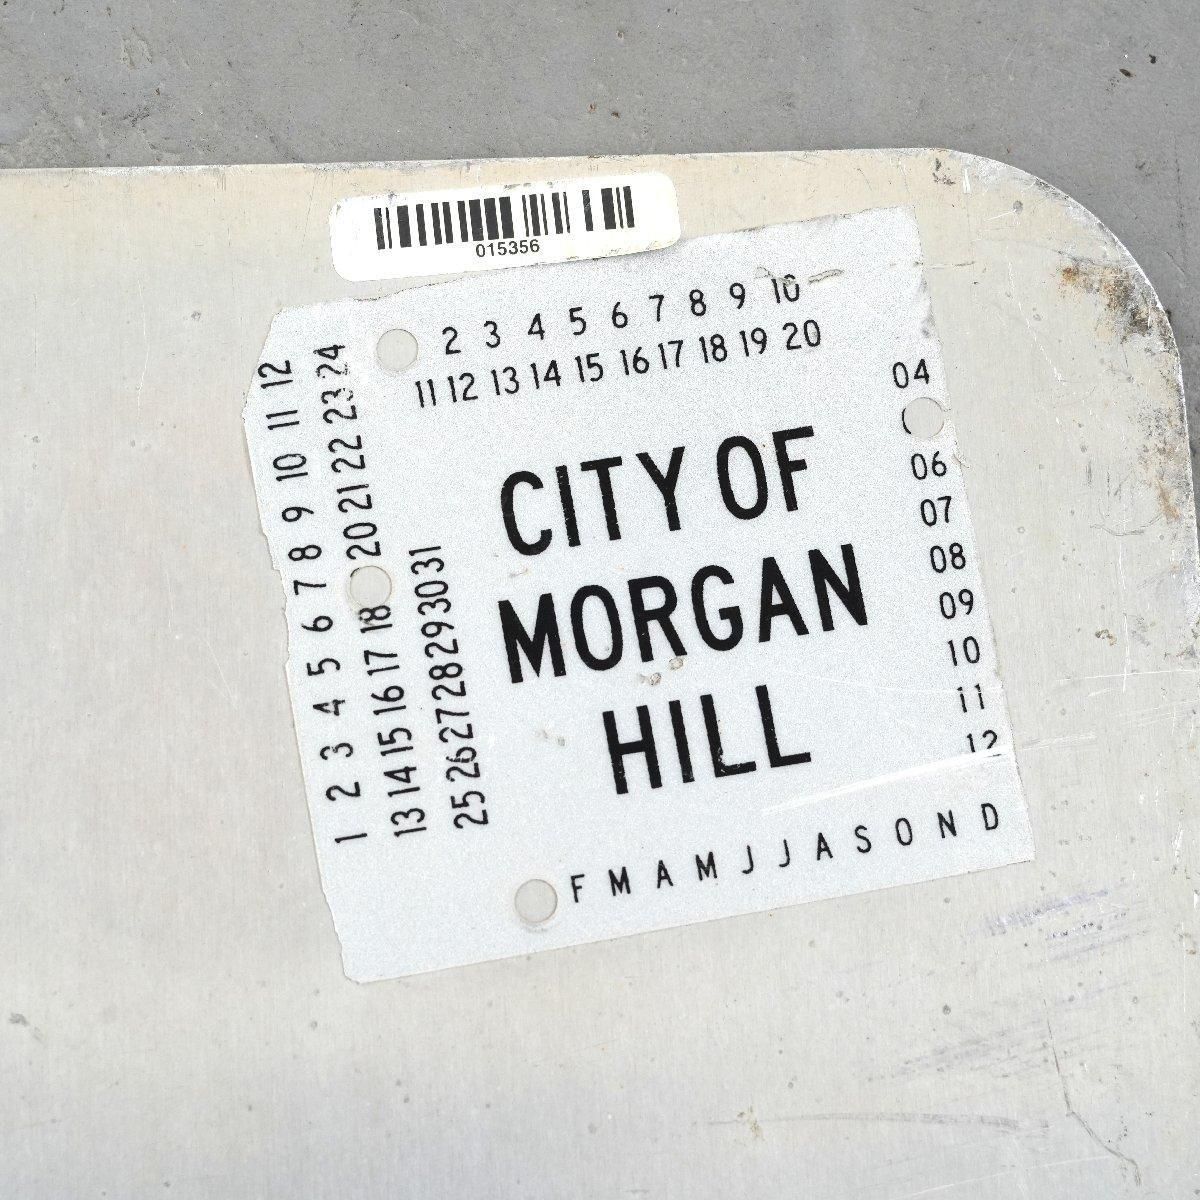 015356
2 3 4 5 6 7 8 9 10
11 12 13 14 15 16 17 18 19 20
1 2 3 4 5 6 7 8 9 10 11 12
13 14 15 16 17 18 20 21 22 23 24
25 26 27 28 29 30 31
CITY OF
MORGAN
HILL
04
06
07
08
09
10
11
12
F M A M J J A S O N D